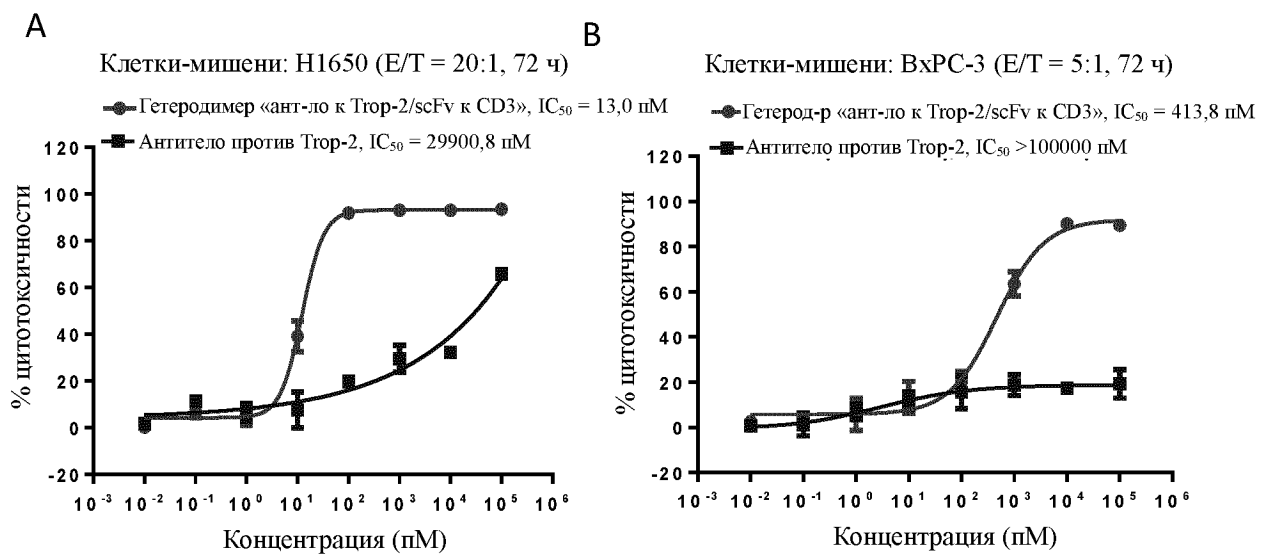 A
Клетки-мишени: H1650 (E/T = 20:1, 72 ч)
Гетеродимер «ант-ло к Trop-2/scFv к CD3», IC₅₀ = 13,0 пМ
Антитело против Trop-2, IC₅₀ = 29900,8 пМ
% цитотоксичности
120
100
80
60
40
20
0
-20
10⁻³ 10⁻² 10⁻¹ 10⁰ 10¹ 10² 10³ 10⁴ 10⁵ 10⁶
Концентрация (пМ)
B
Клетки-мишени: BxPC-3 (E/T = 5:1, 72 ч)
Гетерод-р «ант-ло к Trop-2/scFv к CD3», IC₅₀ = 413,8 пМ
Антитело против Trop-2, IC₅₀ >100000 пМ
% цитотоксичности
120
100
80
60
40
20
0
-20
10⁻³ 10⁻² 10⁻¹ 10⁰ 10¹ 10² 10³ 10⁴ 10⁵ 10⁶
Концентрация (пМ)